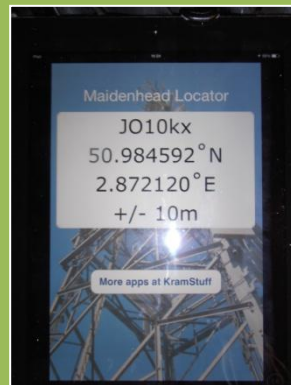 Maidenhead Locator
JO10kx
50.984592°N
2.872120°E
+/- 10m
More apps at KramStuff